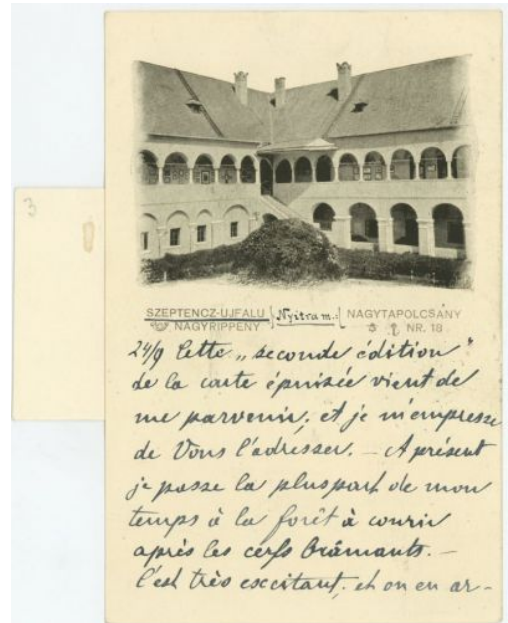 3
SZEPTENCZ-UJFALU
NAGYRIPPENY
Nyitra m.:
NAGYTAPOLCSÁNY
NR. 18
24/9 Cette „seconde édition"
de la carte épuisée vient de
me parvenir, et je m'empresse
de Vous l'adresser. — A présent
je passe la pluspart de mon
temps à la forêt à courir
après les cerfs brâmants. —
C'est très excitant, et on en ar-